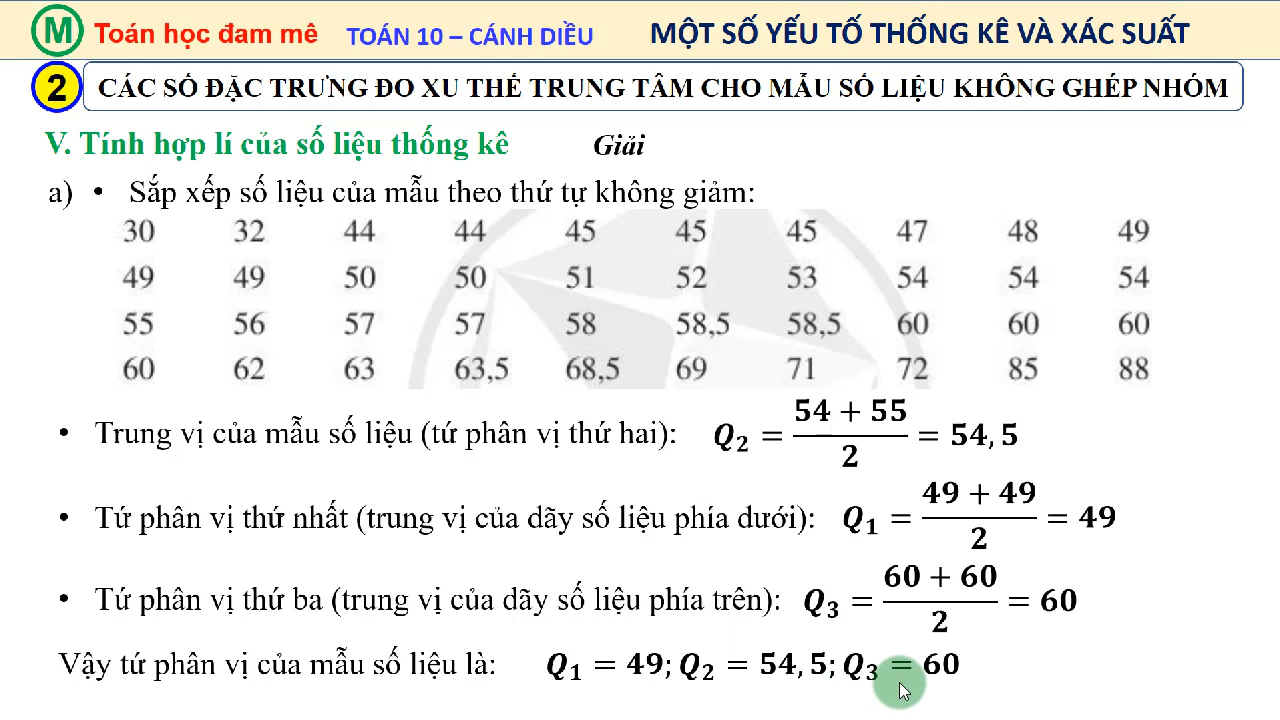 M Toán học đam mê TOÁN 10 – CÁNH DIỀU MỘT SỐ YẾU TỐ THỐNG KÊ VÀ XÁC SUẤT
2 CÁC SỐ ĐẶC TRƯNG ĐO XU THẾ TRUNG TÂM CHO MẪU SỐ LIỆU KHÔNG GHÉP NHÓM
V. Tính hợp lí của số liệu thống kê Giải
a) • Sắp xếp số liệu của mẫu theo thứ tự không giảm:
30 32 44 44 45 45 45 47 48 49
49 49 50 50 51 52 53 54 54 54
55 56 57 57 58 58,5 58,5 60 60 60
60 62 63 63,5 68,5 69 71 72 85 88
• Trung vị của mẫu số liệu (tứ phân vị thứ hai): Q₂ = (54 + 55)/2 = 54, 5
• Tứ phân vị thứ nhất (trung vị của dãy số liệu phía dưới): Q₁ = (49 + 49)/2 = 49
• Tứ phân vị thứ ba (trung vị của dãy số liệu phía trên): Q₃ = (60 + 60)/2 = 60
Vậy tứ phân vị của mẫu số liệu là: Q₁ = 49; Q₂ = 54, 5; Q₃ = 60